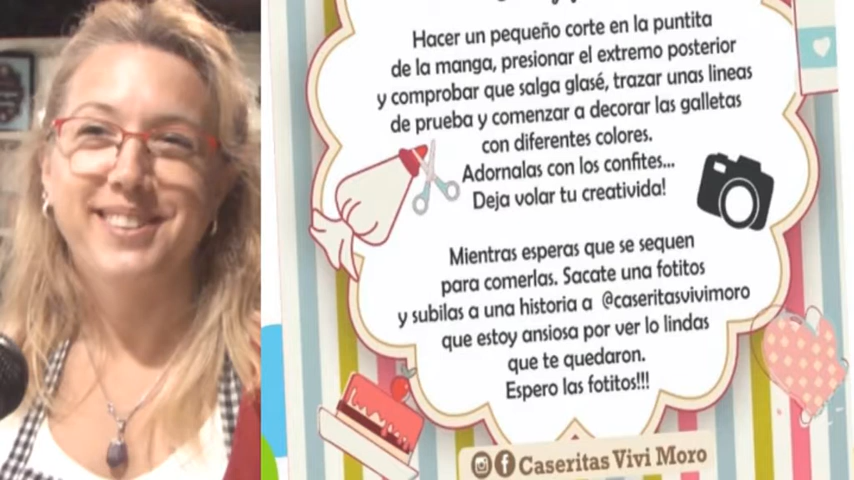 Hacer un pequeño corte en la puntita
de la manga, presionar el extremo posterior
y comprobar que salga glasé, trazar unas lineas
de prueba y comenzar a decorar las galletas
con diferentes colores.
Adornalas con los confites...
Deja volar tu creativida!
Mientras esperas que se sequen
para comerlas. Sacate una fotitos
y subilas a una historia a @caseritasvivimoro
que estoy ansiosa por ver lo lindas
que te quedaron.
Espero las fotitos!!!
Caseritas Vivi Moro